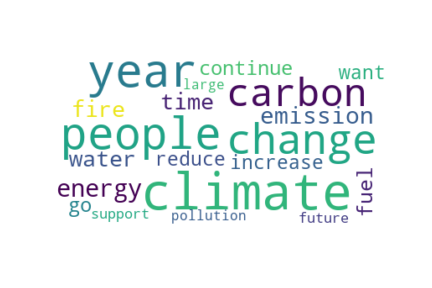 year continue want
large
fire time carbon
emission
people change
water reduce increase
energy climate fuel
go support pollution future